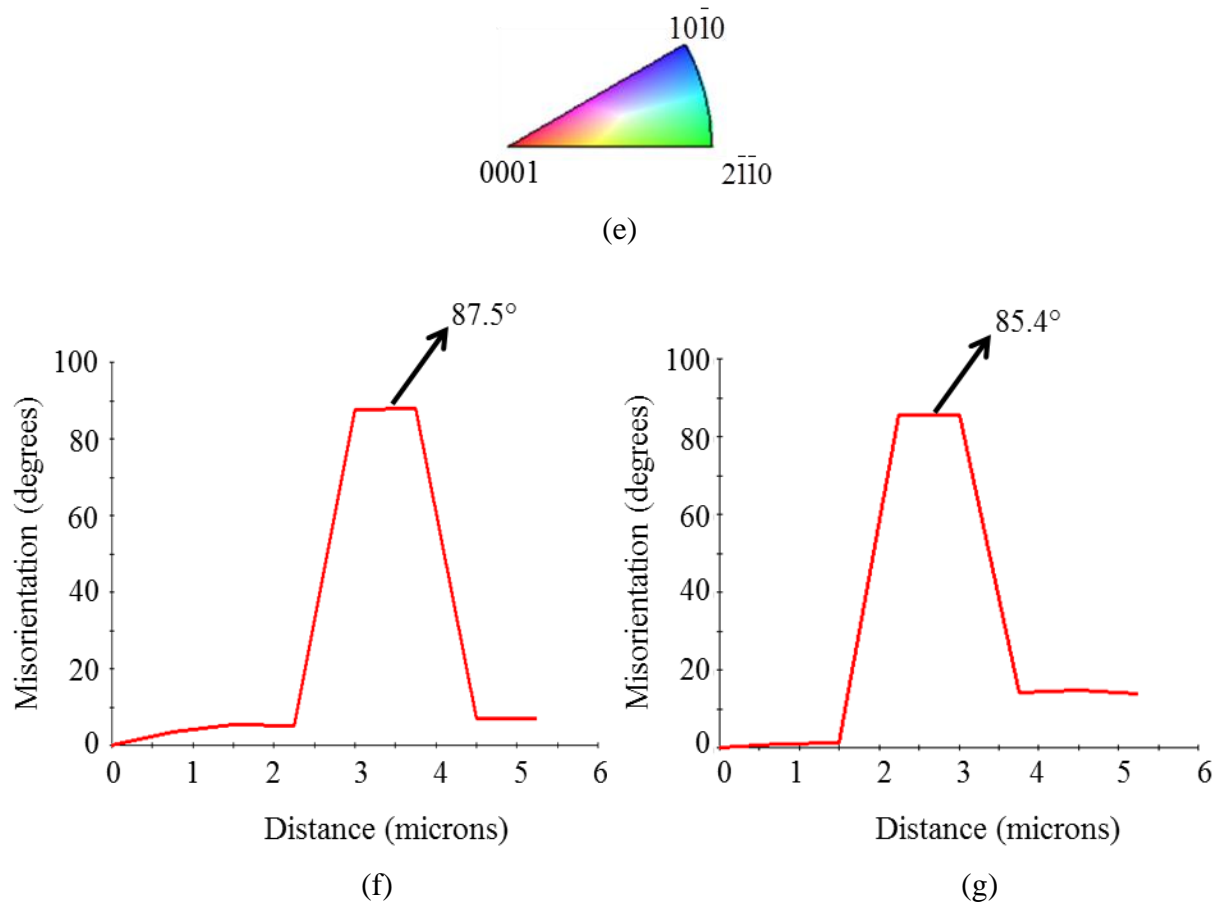 101̄0
0001
21̄1̄0
(e)
87.5°
100
80
60
40
20
0
Misorientation (degrees)
0 1 2 3 4 5 6
Distance (microns)
(f)
85.4°
100
80
60
40
20
0
Misorientation (degrees)
0 1 2 3 4 5 6
Distance (microns)
(g)